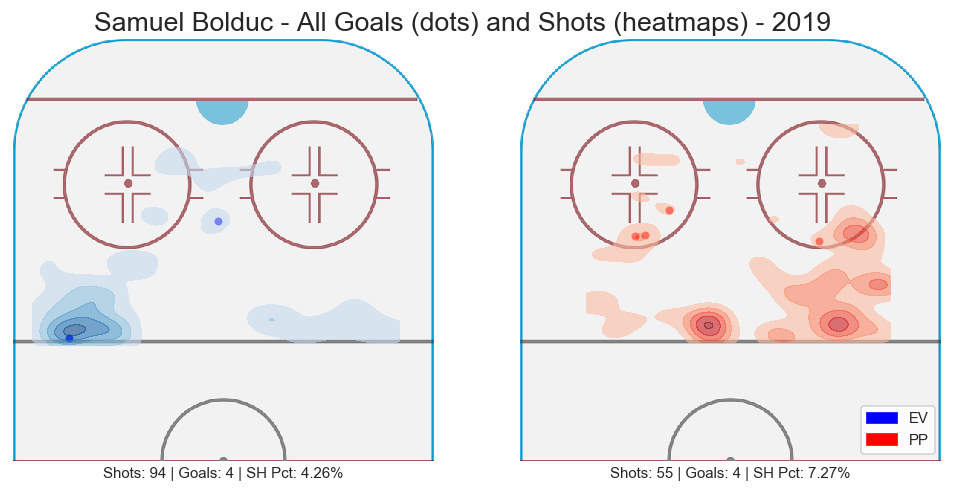 Samuel Bolduc - All Goals (dots) and Shots (heatmaps) - 2019
EV
PP
Shots: 94 | Goals: 4 | SH Pct: 4.26%
Shots: 55 | Goals: 4 | SH Pct: 7.27%